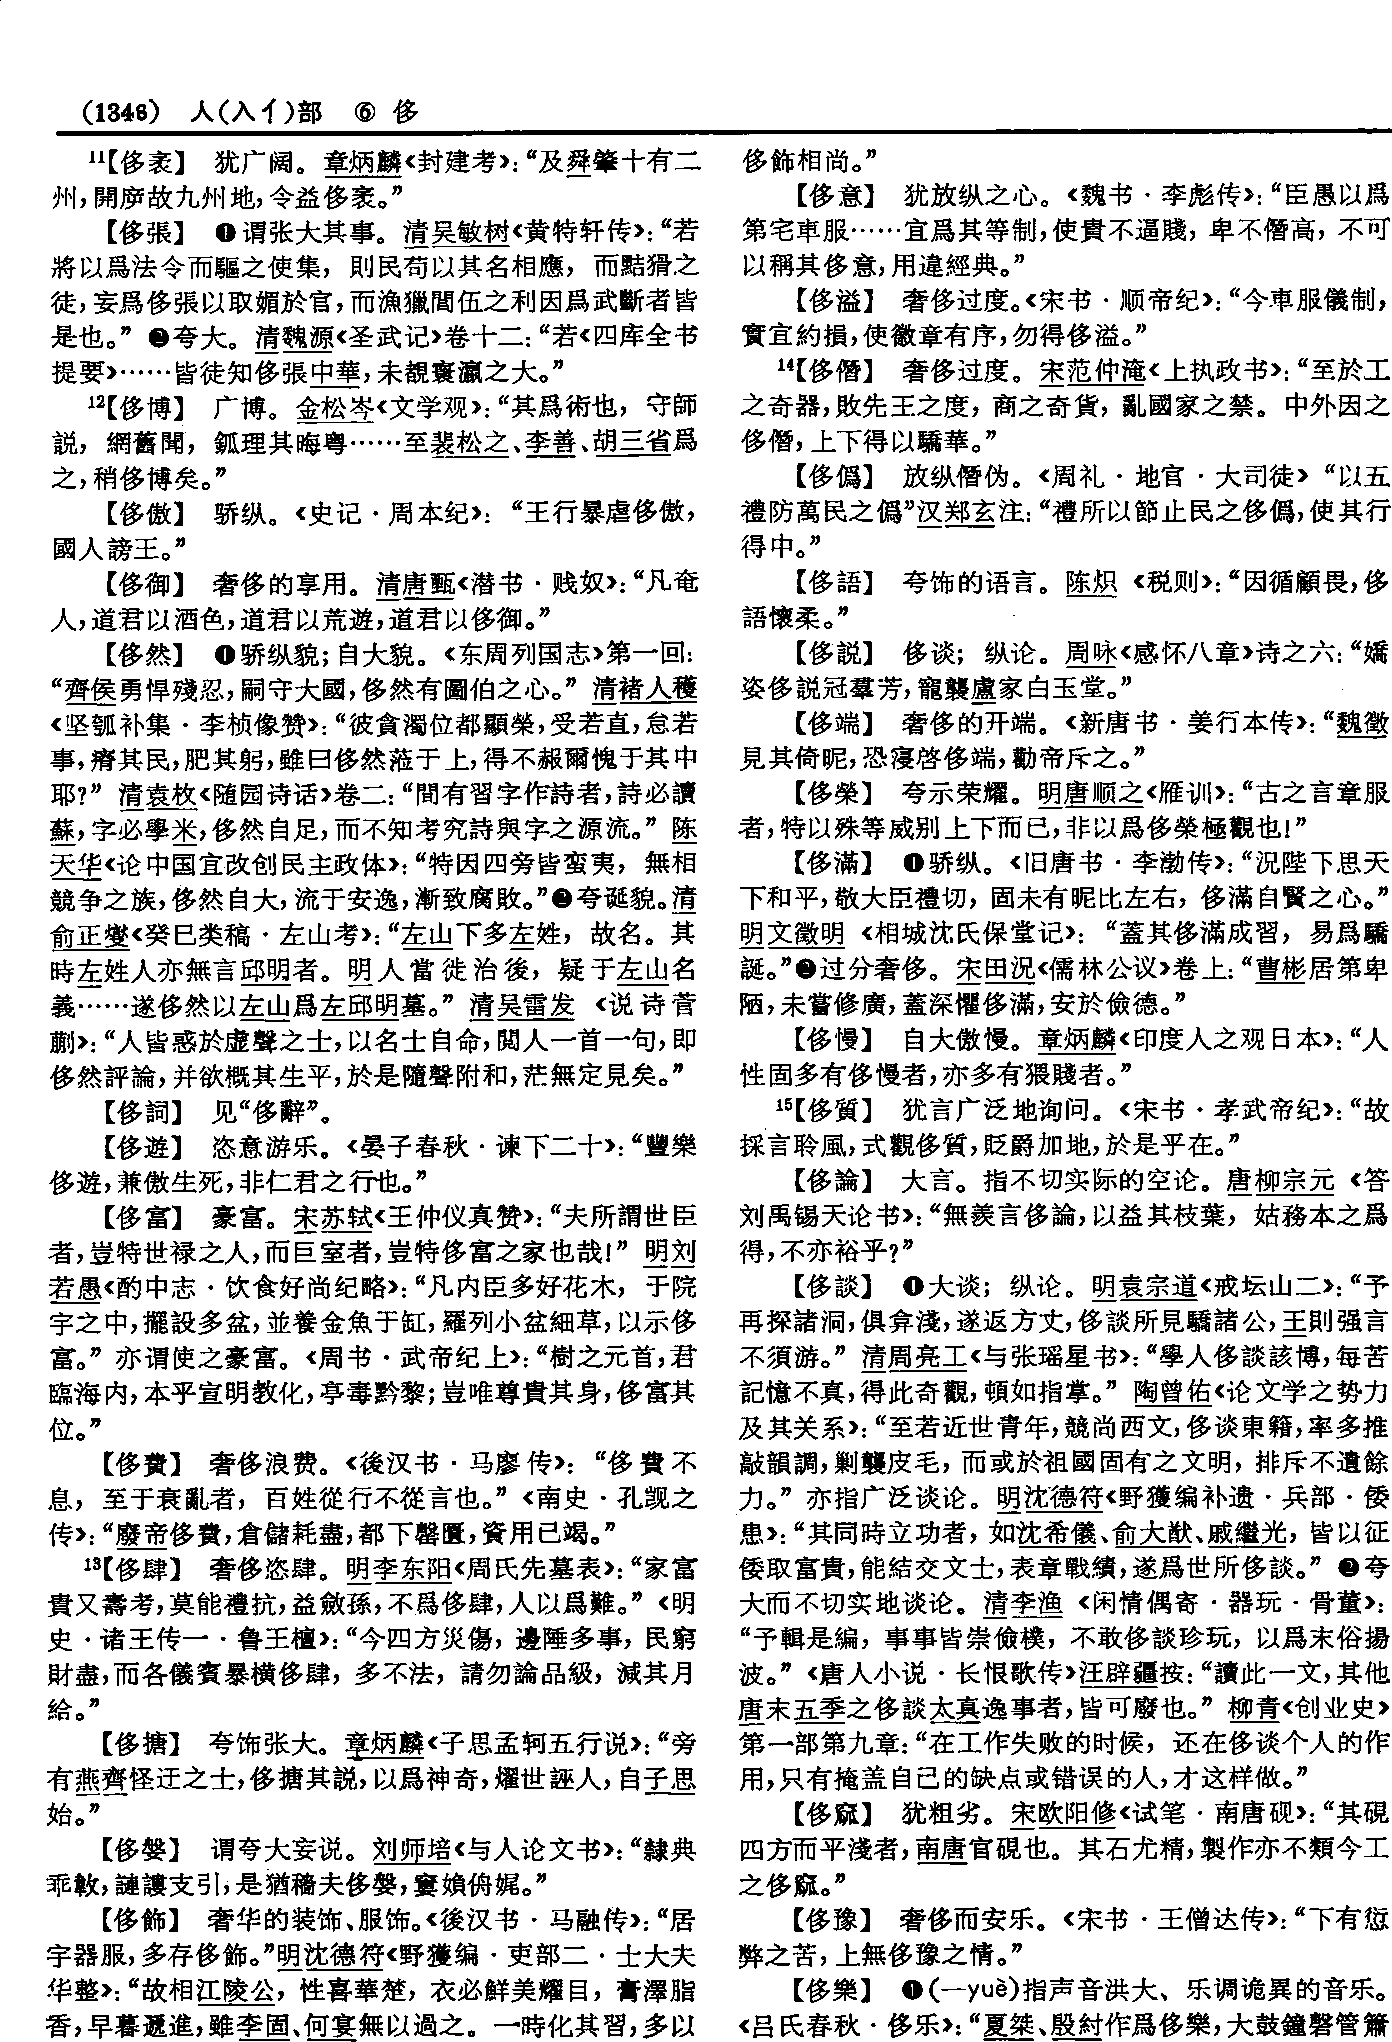 (1346) 人(入亻)部 ⑥ 侈
¹¹【侈袤】 犹广阔。章炳麟《封建考》：“及舜肇十有二
州，開廓故九州地，令益侈袤。”
【侈張】 ❶谓张大其事。清吴敏树《黄特轩传》：“若
將以爲法令而驅之使集，則民苟以其名相應，而黠猾之
徒，妄爲侈張以取媚於官，而漁獵閭伍之利因爲武斷者皆
是也。” ❷夸大。清魏源《圣武记》卷十二：“若《四库全书
提要》……皆徒知侈張中華，未覩寰瀛之大。”
¹²【侈博】 广博。金松岑《文学观》：“其爲術也，守師
説，網舊聞，鈲理其晦粤……至裴松之、李善、胡三省爲
之，稍侈博矣。”
【侈傲】 骄纵。《史记·周本纪》：“王行暴虐侈傲，
國人謗王。”
【侈御】 奢侈的享用。清唐甄《潜书·贱奴》：“凡奄
人，道君以酒色，道君以荒遊，道君以侈御。”
【侈然】 ❶骄纵貌；自大貌。《东周列国志》第一回：
“齊侯勇悍殘忍，嗣守大國，侈然有圖伯之心。” 清褚人穫
《坚瓠补集·李桢像赞》：“彼貪濁位都顯榮，受若直，怠若
事，瘠其民，肥其躬，雖曰侈然蒞于上，得不赧爾愧于其中
耶?” 清袁枚《随园诗话》卷二：“間有習字作詩者，詩必讀
蘇，字必學米，侈然自足，而不知考究詩與字之源流。” 陈
天华《论中国宜改创民主政体》：“特因四旁皆蛮夷，無相
競争之族，侈然自大，流于安逸，漸致腐敗。”❷夸诞貌。清
俞正燮《癸巳类稿·左山考》：“左山下多左姓，故名。其
時左姓人亦無言邱明者。明人當徙治後，疑于左山名
義……遂侈然以左山爲左邱明墓。” 清吴雷发《说诗菅
蒯》：“人皆惑於虚聲之士，以名士自命，閲人一首一句，即
侈然評論，并欲概其生平，於是隨聲附和，茫無定見矣。”
【侈詞】 见“侈辭”。
【侈遊】 恣意游乐。《晏子春秋·谏下二十》：“豐樂
侈遊，兼傲生死，非仁君之行也。”
【侈富】 豪富。宋苏轼《王仲仪真赞》：“夫所謂世臣
者，豈特世禄之人，而巨室者，豈特侈富之家也哉!” 明刘
若愚《酌中志·饮食好尚纪略》：“凡内臣多好花木，于院
宇之中，擺設多盆，並養金魚于缸，羅列小盆細草，以示侈
富。” 亦谓使之豪富。《周书·武帝纪上》：“樹之元首，君
臨海内，本乎宣明教化，亭毒黔黎；豈唯尊貴其身，侈富其
位。”
【侈費】 奢侈浪费。《後汉书·马廖传》：“侈費不
息，至于衰亂者，百姓從行不從言也。”《南史·孔觊之
传》：“廢帝侈費，倉儲耗盡，都下罄匱，資用已竭。”
¹³【侈肆】 奢侈恣肆。明李东阳《周氏先墓表》：“家富
貴又壽考，莫能禮抗，益斂孫，不爲侈肆，人以爲難。”《明
史·诸王传一·鲁王檀》：“今四方災傷，邊陲多事，民窮
財盡，而各儀賓暴横侈肆，多不法，請勿論品級，減其月
給。”
【侈搪】 夸饰张大。章炳麟《子思孟轲五行说》：“旁
有燕齊怪迂之士，侈搪其説，以爲神奇，燿世誣人，自子思
始。”
【侈媻】 谓夸大妄说。刘师培《与人论文书》：“隸典
乖敹，謰謱支引，是猶穡夫侈媻，寠媍侜娓。”
【侈飾】 奢华的装饰、服饰。《後汉书·马融传》：“居
宇器服，多存侈飾。”明沈德符《野獲编·吏部二·士大夫
华整》：“故相江陵公，性喜華楚，衣必鮮美耀目，膏澤脂
香，早暮遞進，雖李固、何宴無以過之。一時化其習，多以
侈飾相尚。”
【侈意】 犹放纵之心。《魏书·李彪传》：“臣愚以爲
第宅車服……宜爲其等制，使貴不逼賤，卑不僭高，不可
以稱其侈意，用違經典。”
【侈溢】 奢侈过度。《宋书·顺帝纪》：“今車服儀制，
實宜約損，使徽章有序，勿得侈溢。”
¹⁴【侈僭】 奢侈过度。宋范仲淹《上执政书》：“至於工
之奇器，敗先王之度，商之奇貨，亂國家之禁。中外因之
侈僭，上下得以驕華。”
【侈僞】 放纵僭伪。《周礼·地官·大司徒》 “以五
禮防萬民之僞”汉郑玄注：“禮所以節止民之侈僞，使其行
得中。”
【侈語】 夸饰的语言。陈炽《税则》：“因循顧畏，侈
語懷柔。”
【侈説】 侈谈；纵论。周咏《感怀八章》诗之六：“嬌
姿侈説冠羣芳，寵襲盧家白玉堂。”
【侈端】 奢侈的开端。《新唐书·姜行本传》：“魏徵
見其倚昵，恐寖啓侈端，勸帝斥之。”
【侈榮】 夸示荣耀。明唐顺之《雁训》：“古之言章服
者，特以殊等威别上下而已，非以爲侈榮極觀也!”
【侈滿】 ❶骄纵。《旧唐书·李渤传》：“況陛下思天
下和平，敬大臣禮切，固未有昵比左右，侈滿自賢之心。”
明文徵明《相城沈氏保堂记》：“蓋其侈滿成習，易爲驕
誕。”❷过分奢侈。宋田况《儒林公议》卷上：“曹彬居第卑
陋，未嘗修廣，蓋深懼侈滿，安於儉德。”
【侈慢】 自大傲慢。章炳麟《印度人之观日本》：“人
性固多有侈慢者，亦多有猥賤者。”
¹⁵【侈質】 犹言广泛地询问。《宋书·孝武帝纪》：“故
採言聆風，式觀侈質，貶爵加地，於是乎在。”
【侈論】 大言。指不切实际的空论。唐柳宗元《答
刘禹锡天论书》：“無羨言侈論，以益其枝葉，姑務本之爲
得，不亦裕乎?”
【侈談】 ❶大谈；纵论。明袁宗道《戒坛山二》：“予
再探諸洞，俱弇淺，遂返方丈，侈談所見驕諸公，王則强言
不須游。” 清周亮工《与张瑶星书》：“學人侈談該博，每苦
記憶不真，得此奇觀，頓如指掌。” 陶曾佑《论文学之势力
及其关系》：“至若近世青年，競尚西文，侈谈東籍，率多推
敲韻調，剿襲皮毛，而或於祖國固有之文明，排斥不遺餘
力。” 亦指广泛谈论。明沈德符《野獲编补遗·兵部·倭
患》：“其同時立功者，如沈希儀、俞大猷、戚繼光，皆以征
倭取富貴，能結交文士，表章戰績，遂爲世所侈談。” ❷夸
大而不切实地谈论。清李渔《闲情偶寄·器玩·骨董》：
“予輯是編，事事皆崇儉樸，不敢侈談珍玩，以爲末俗揚
波。”《唐人小说·长恨歌传》汪辟疆按：“讀此一文，其他
唐末五季之侈談太真逸事者，皆可廢也。” 柳青《创业史》
第一部第九章：“在工作失败的时候，还在侈谈个人的作
用，只有掩盖自己的缺点或错误的人，才这样做。”
【侈窳】 犹粗劣。宋欧阳修《试笔·南唐砚》：“其硯
四方而平淺者，南唐官硯也。其石尤精，製作亦不類今工
之侈窳。”
【侈豫】 奢侈而安乐。《宋书·王僧达传》：“下有愆
弊之苦，上無侈豫之情。”
【侈樂】 ❶(—yuè)指声音洪大、乐调诡異的音乐。
《吕氏春秋·侈乐》：“夏桀、殷紂作爲侈樂，大鼓鐘磬管簫